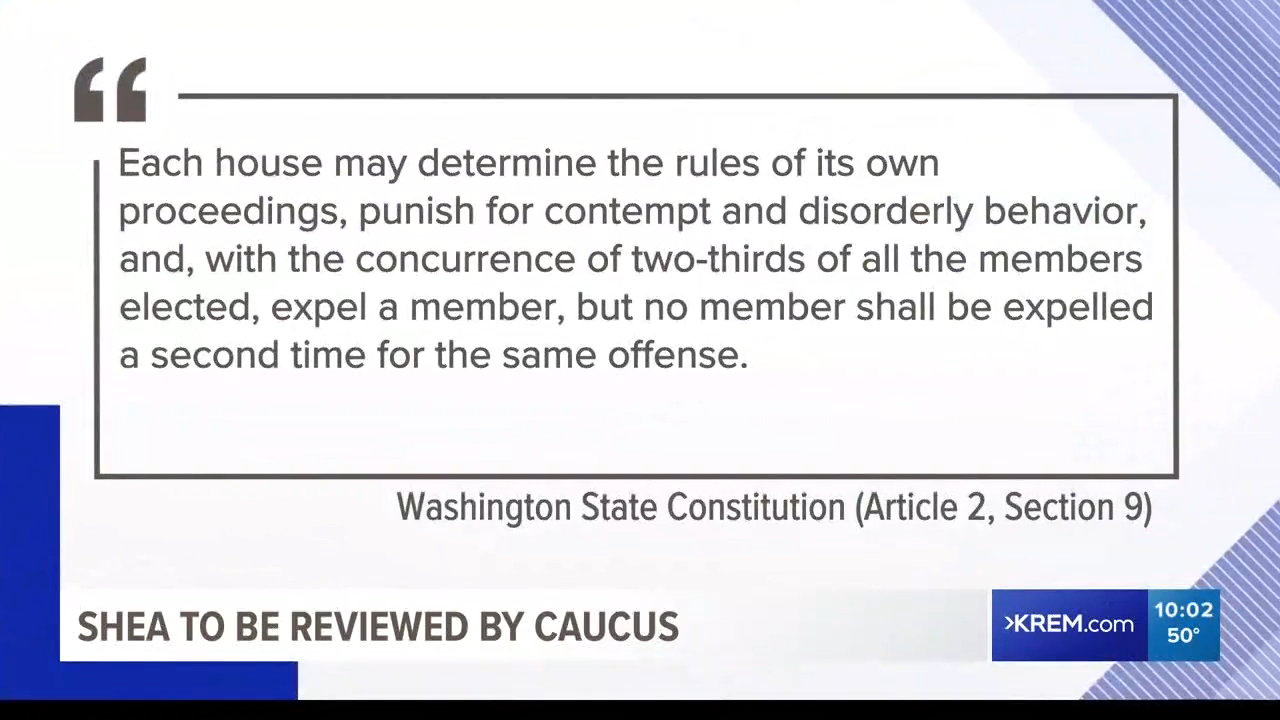 “
Each house may determine the rules of its own
proceedings, punish for contempt and disorderly behavior,
and, with the concurrence of two-thirds of all the members
elected, expel a member, but no member shall be expelled
a second time for the same offense.
Washington State Constitution (Article 2, Section 9)
SHEA TO BE REVIEWED BY CAUCUS
>KREM.com
10:02
50°